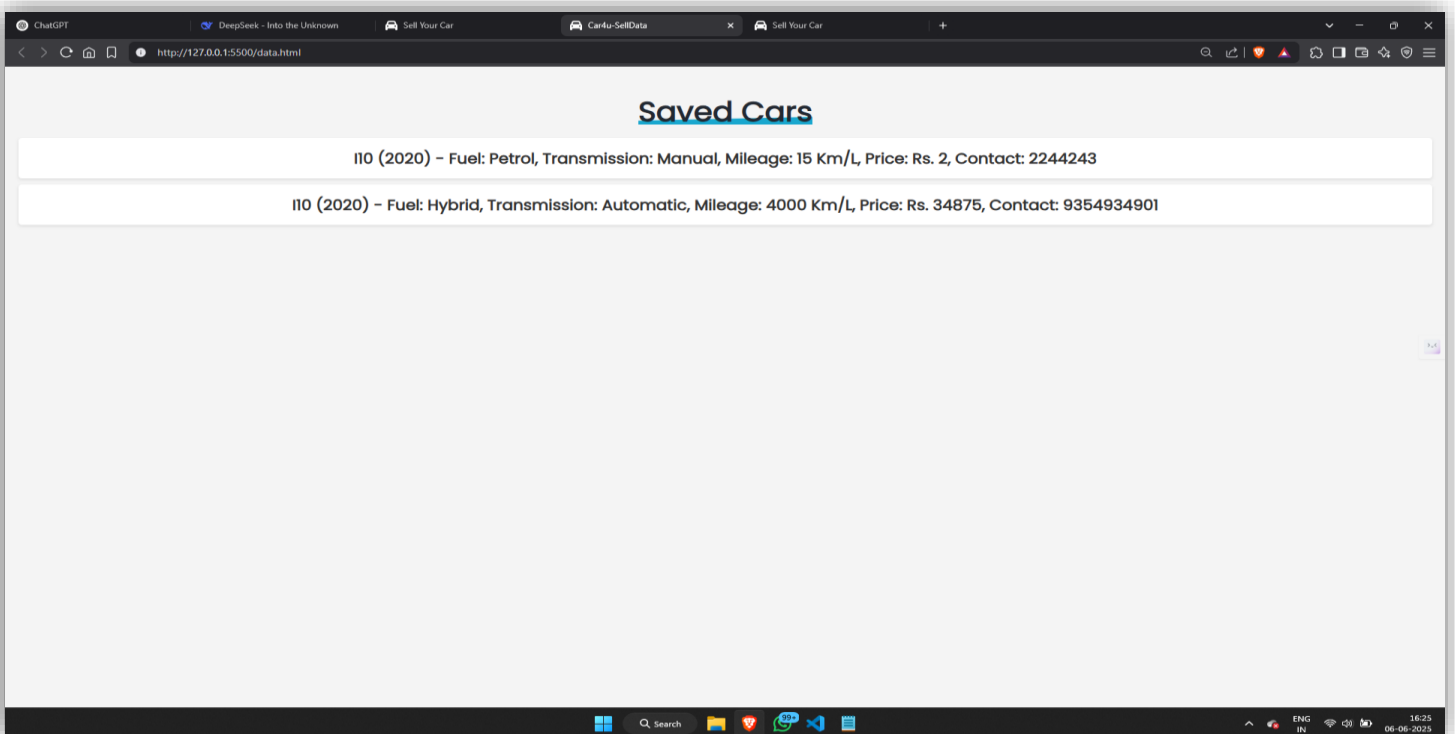 ChatGPT
DeepSeek - Into the Unknown
Sell Your Car
Car4u-SellData
Sell Your Car
http://127.0.0.1:5500/data.html
Saved Cars
I10 (2020) - Fuel: Petrol, Transmission: Manual, Mileage: 15 Km/L, Price: Rs. 2, Contact: 2244243
I10 (2020) - Fuel: Hybrid, Transmission: Automatic, Mileage: 4000 Km/L, Price: Rs. 34875, Contact: 9354934901
Search
99+
ENG
IN
16:25
06-06-2025